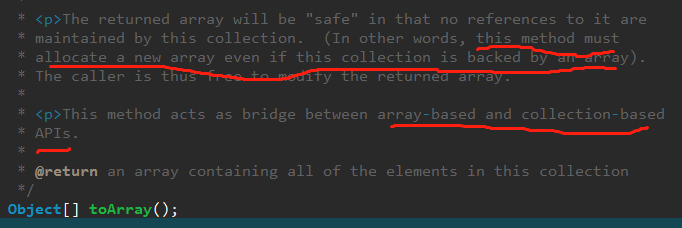 *
* <p>The returned array will be "safe" in that no references to it are
* maintained by this collection.  (In other words, this method must
* allocate a new array even if this collection is backed by an array).
* The caller is thus free to modify the returned array.
*
* <p>This method acts as bridge between array-based and collection-based
* APIs.
*
* @return an array containing all of the elements in this collection
*/
Object[] toArray();